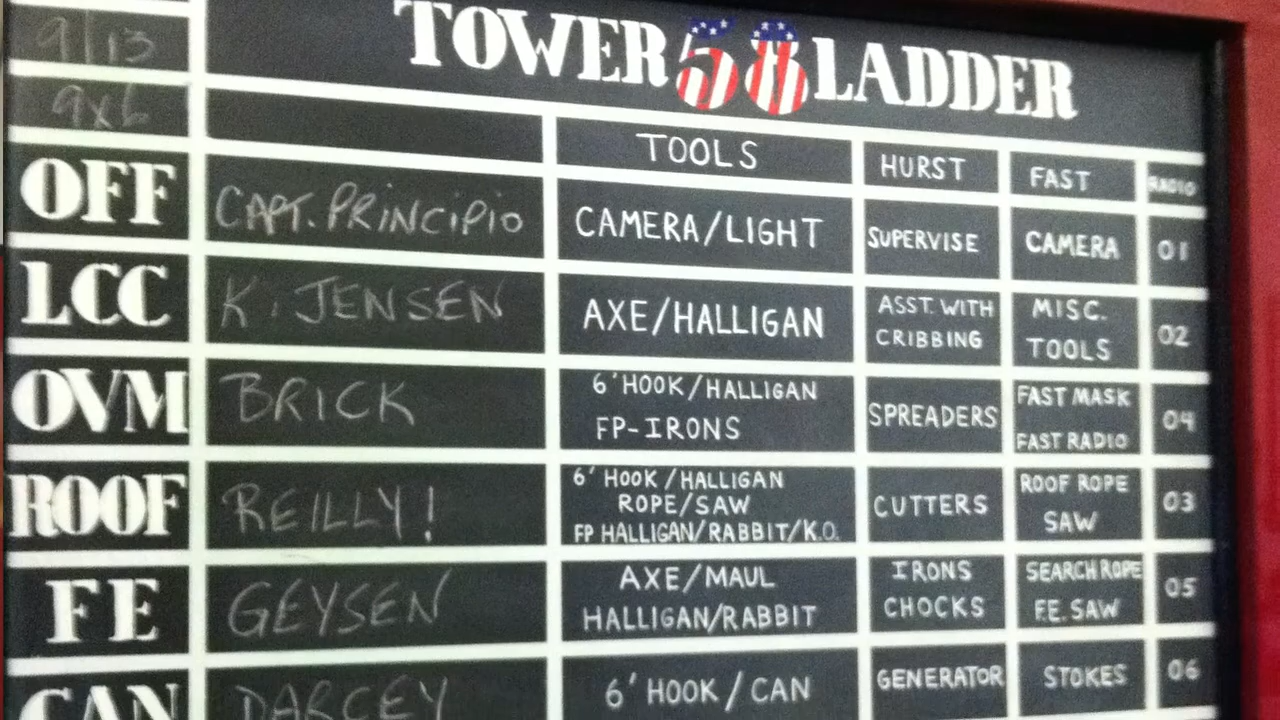 9/13
TOWER 58 LADDER
9x6
TOOLS HURST FAST RADIO
OFF CAPT. PRINCIPIO CAMERA/LIGHT SUPERVISE CAMERA 01
LCC K. JENSEN AXE/HALLIGAN ASST. WITH MISC. 02
CRIBBING TOOLS
OVM BRICK 6' HOOK/HALLIGAN SPREADERS FAST MASK 04
FP-IRONS FAST RADIO
ROOF REILLY! 6' HOOK/HALLIGAN CUTTERS ROOF ROPE 03
ROPE/SAW SAW
FP HALLIGAN/RABBIT/K.O.
FE GEYSEN AXE/MAUL IRONS SEARCH ROPE 05
HALLIGAN/RABBIT CHOCKS F.E. SAW
CAN DARCEY 6' HOOK/CAN GENERATOR STOKES 06